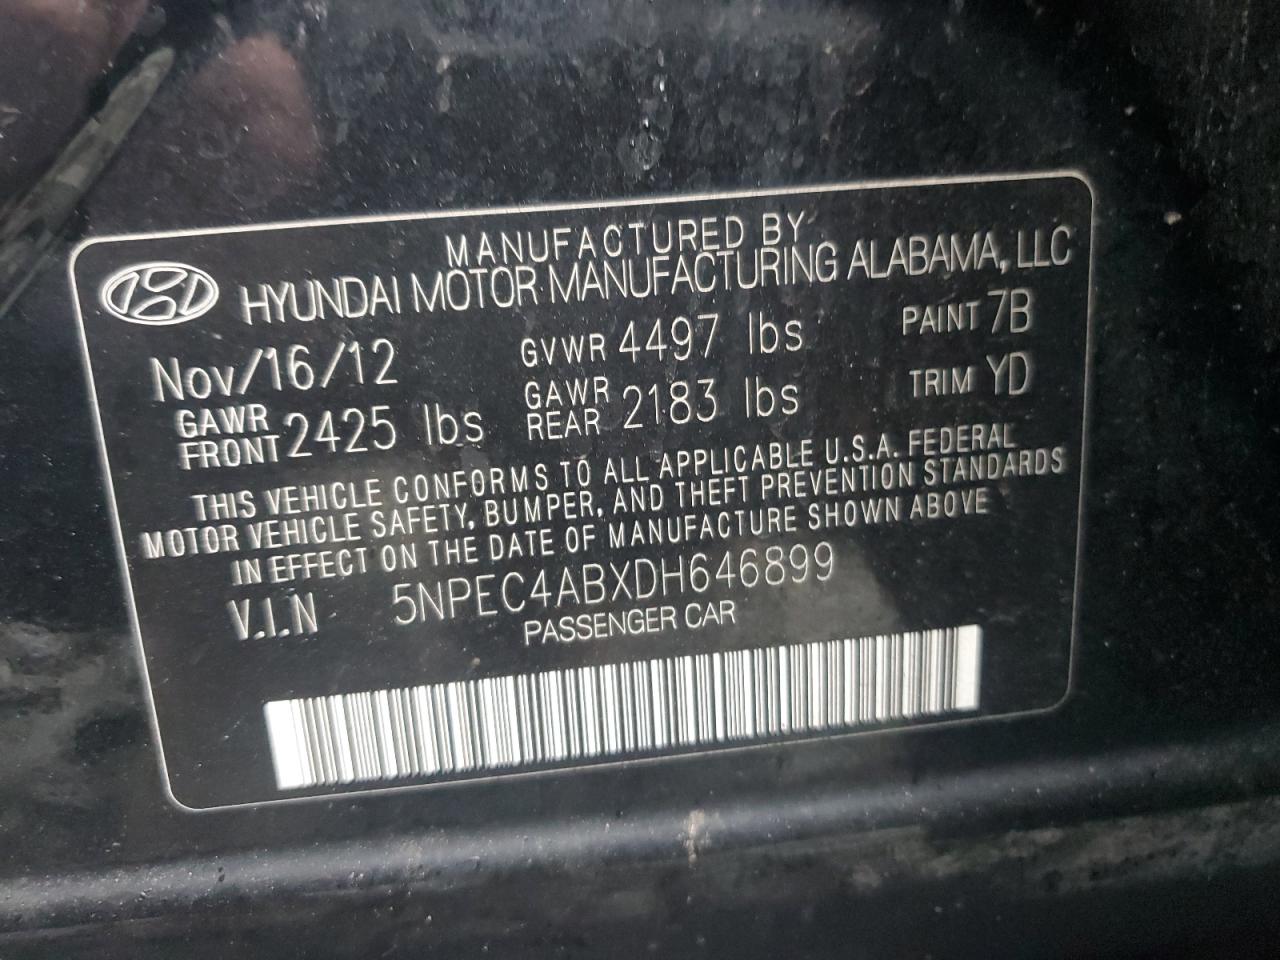 MANUFACTURED BY
HYUNDAI MOTOR MANUFACTURING ALABAMA, LLC
Nov/16/12 GVWR 4497 lbs PAINT 7B
GAWR FRONT 2425 lbs GAWR REAR 2183 lbs TRIM YD
THIS VEHICLE CONFORMS TO ALL APPLICABLE U.S.A. FEDERAL
MOTOR VEHICLE SAFETY, BUMPER, AND THEFT PREVENTION STANDARDS
IN EFFECT ON THE DATE OF MANUFACTURE SHOWN ABOVE
V.I.N 5NPEC4ABXDH646899
PASSENGER CAR